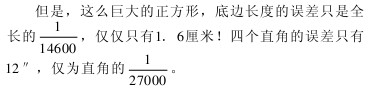 但是，这么巨大的正方形，底边长度的误差只是全
长的1/14600，仅仅只有1. 6厘米！四个直角的误差只有
12″，仅为直角的1/27000。